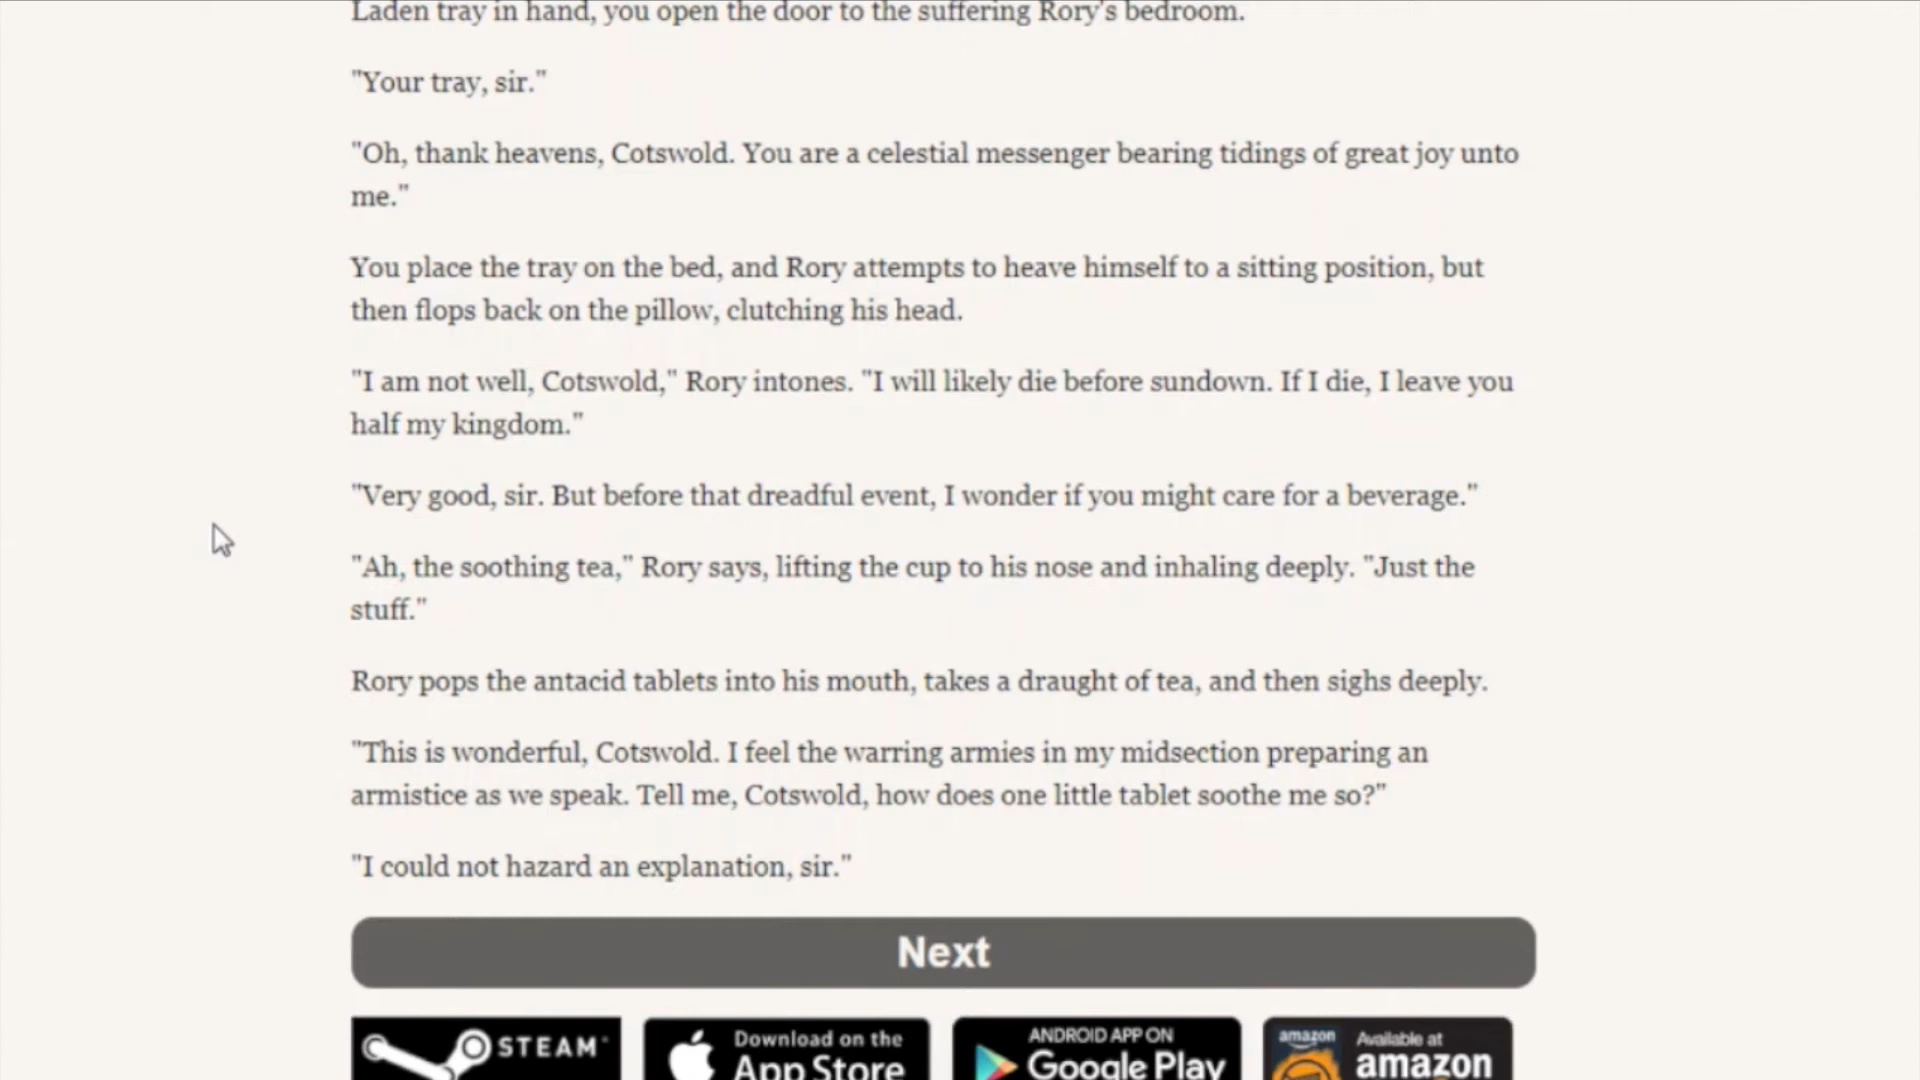 Laden tray in hand, you open the door to the suffering Rory's bedroom.
"Your tray, sir."
"Oh, thank heavens, Cotswold. You are a celestial messenger bearing tidings of great joy unto
me."
You place the tray on the bed, and Rory attempts to heave himself to a sitting position, but
then flops back on the pillow, clutching his head.
"I am not well, Cotswold," Rory intones. "I will likely die before sundown. If I die, I leave you
half my kingdom."
"Very good, sir. But before that dreadful event, I wonder if you might care for a beverage."
"Ah, the soothing tea," Rory says, lifting the cup to his nose and inhaling deeply. "Just the
stuff."
Rory pops the antacid tablets into his mouth, takes a draught of tea, and then sighs deeply.
"This is wonderful, Cotswold. I feel the warring armies in my midsection preparing an
armistice as we speak. Tell me, Cotswold, how does one little tablet soothe me so?"
"I could not hazard an explanation, sir."
Next
STEAM
Download on the
App Store
ANDROID APP ON
Google Play
amazon
Available at
amazon